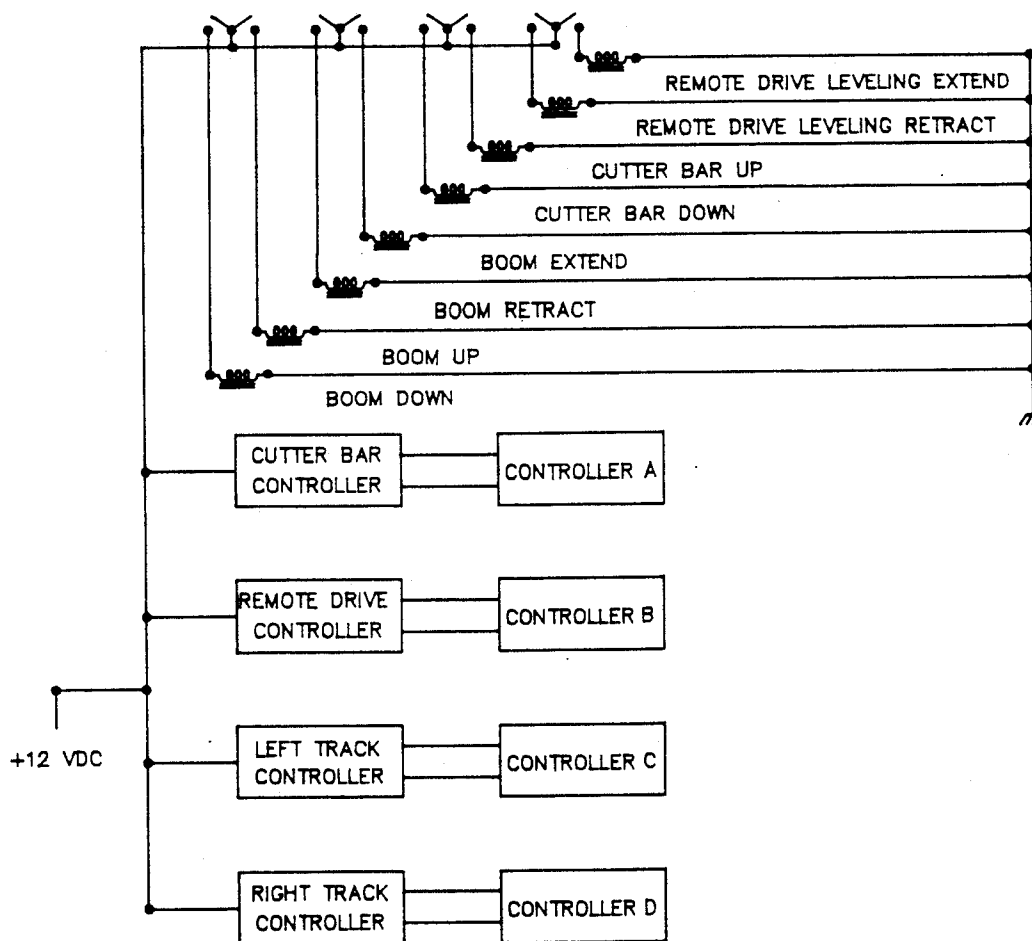 REMOTE DRIVE LEVELING EXTEND
REMOTE DRIVE LEVELING RETRACT
CUTTER BAR UP
CUTTER BAR DOWN
BOOM EXTEND
BOOM RETRACT
BOOM UP
BOOM DOWN
CUTTER BAR
CONTROLLER
CONTROLLER A
REMOTE DRIVE
CONTROLLER
CONTROLLER B
+12 VDC
LEFT TRACK
CONTROLLER
CONTROLLER C
RIGHT TRACK
CONTROLLER
CONTROLLER D